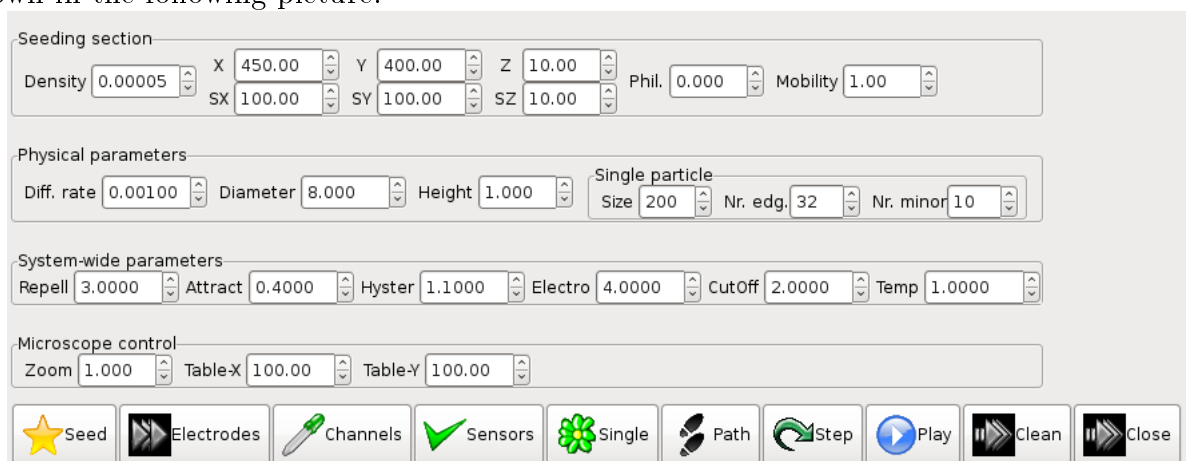 Seeding section
Density 0.00005 X 450.00 Y 400.00 Z 10.00 Phil. 0.000 Mobility 1.00
SX 100.00 SY 100.00 SZ 10.00
Physical parameters
Diff. rate 0.00100 Diameter 8.000 Height 1.000
Single particle
Size 200 Nr. edg. 32 Nr. minor 10
System-wide parameters
Repell 3.0000 Attract 0.4000 Hyster 1.1000 Electro 4.0000 CutOff 2.0000 Temp 1.0000
Microscope control
Zoom 1.000 Table-X 100.00 Table-Y 100.00
Seed Electrodes Channels Sensors Single Path Step Play Clean Close